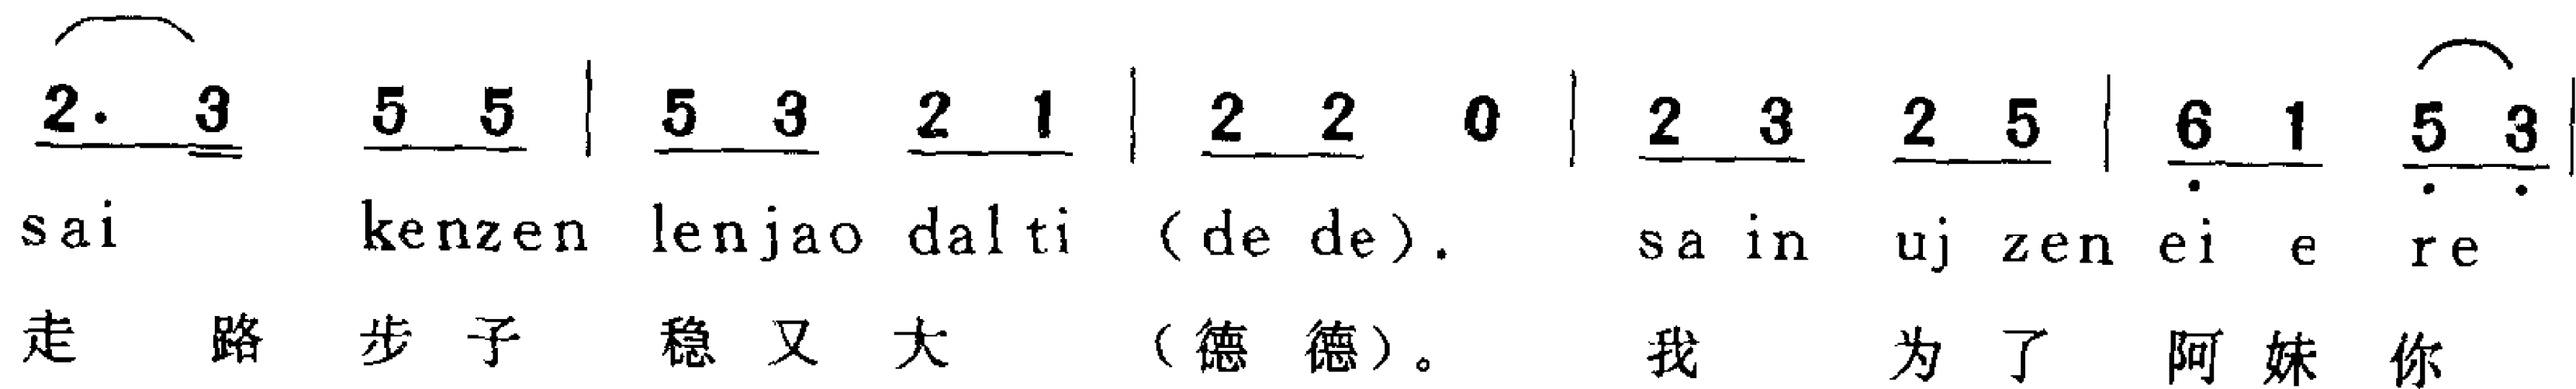 2. 3 5 5 | 5 3 2 1 | 2 2 0 | 2 3 2 5 | 6 1 5 3 |
sai kenzen lenjao dalti (de de). sa in uj zen ei e re
走 路 步 子 稳 又 大 (德 德)。 我 为 了 阿 妹 你